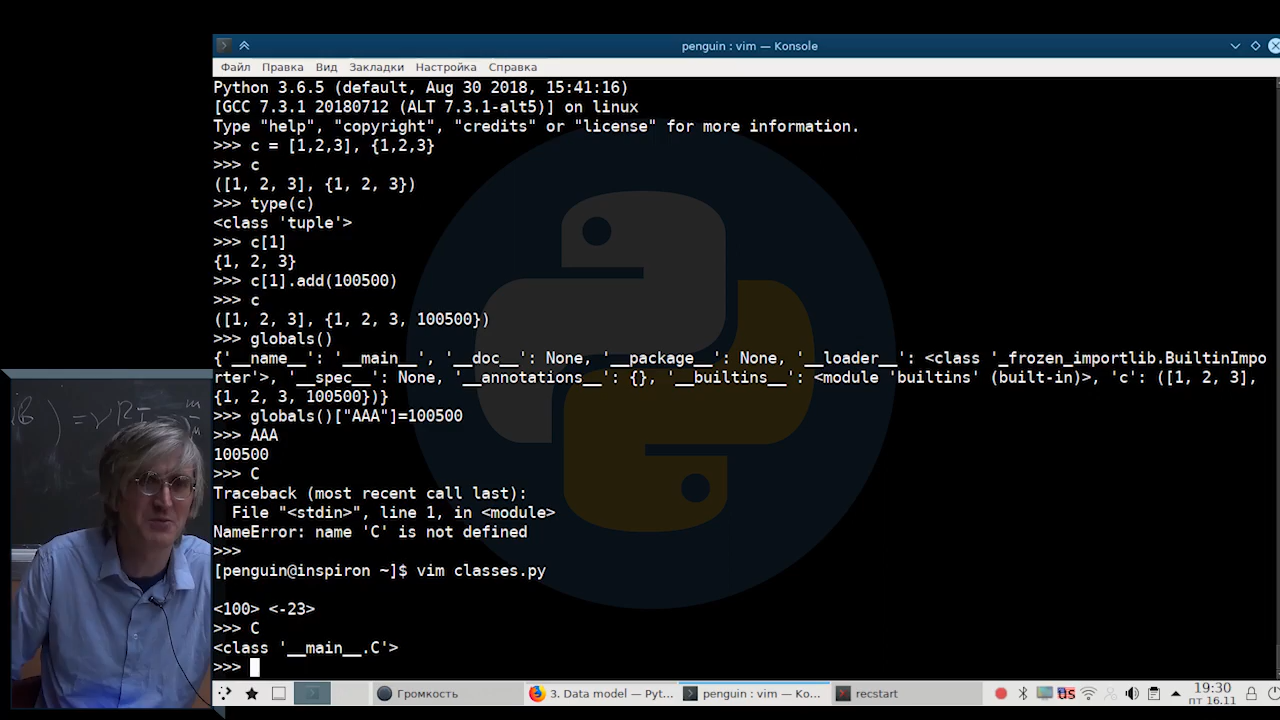 penguin : vim — Konsole
Файл Правка Вид Закладки Настройка Справка
Python 3.6.5 (default, Aug 30 2018, 15:41:16)
[GCC 7.3.1 20180712 (ALT 7.3.1-alt5)] on linux
Type "help", "copyright", "credits" or "license" for more information.
>>> c = [1,2,3], {1,2,3}
>>> c
([1, 2, 3], {1, 2, 3})
>>> type(c)
<class 'tuple'>
>>> c[1]
{1, 2, 3}
>>> c[1].add(100500)
>>> c
([1, 2, 3], {1, 2, 3, 100500})
>>> globals()
{'__name__': '__main__', '__doc__': None, '__package__': None, '__loader__': <class '_frozen_importlib.BuiltinImpo
rter'>, '__spec__': None, '__annotations__': {}, '__builtins__': <module 'builtins' (built-in)>, 'c': ([1, 2, 3],
{1, 2, 3, 100500})}
>>> globals()["AAA"]=100500
>>> AAA
100500
>>> C
Traceback (most recent call last):
  File "<stdin>", line 1, in <module>
NameError: name 'C' is not defined
>>>
[penguin@inspiron ~]$ vim classes.py
<100> <-23>
>>> C
<class '__main__.C'>
>>>
Громкость 3. Data model — Pyt... penguin : vim — Ko... recstart us 19:30
пт 16.11